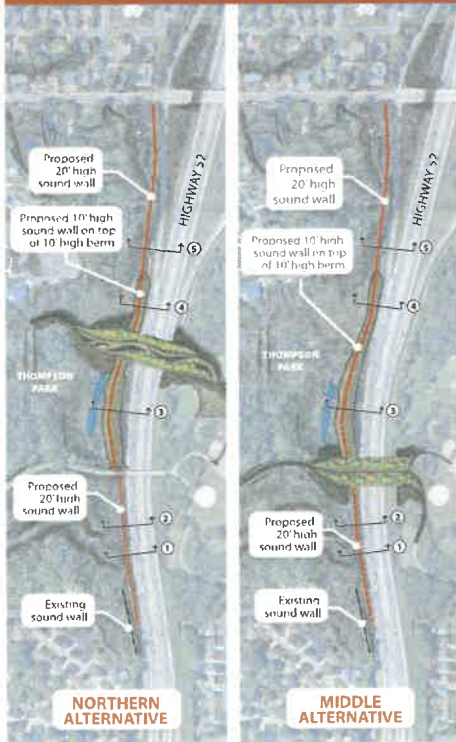 Proposed
20' high
sound wall
HIGHWAY 52
Proposed 10' high
sound wall on top
of 10' high berm
5
4
THOMPSON
PARK
3
Proposed
20' high
sound wall
2
1
Existing
sound wall
NORTHERN
ALTERNATIVE
Proposed
20' high
sound wall
HIGHWAY 52
Proposed 10' high
sound wall on top
of 10' high berm
5
4
THOMPSON
PARK
3
Proposed
20' high
sound wall
2
1
Existing
sound wall
MIDDLE
ALTERNATIVE